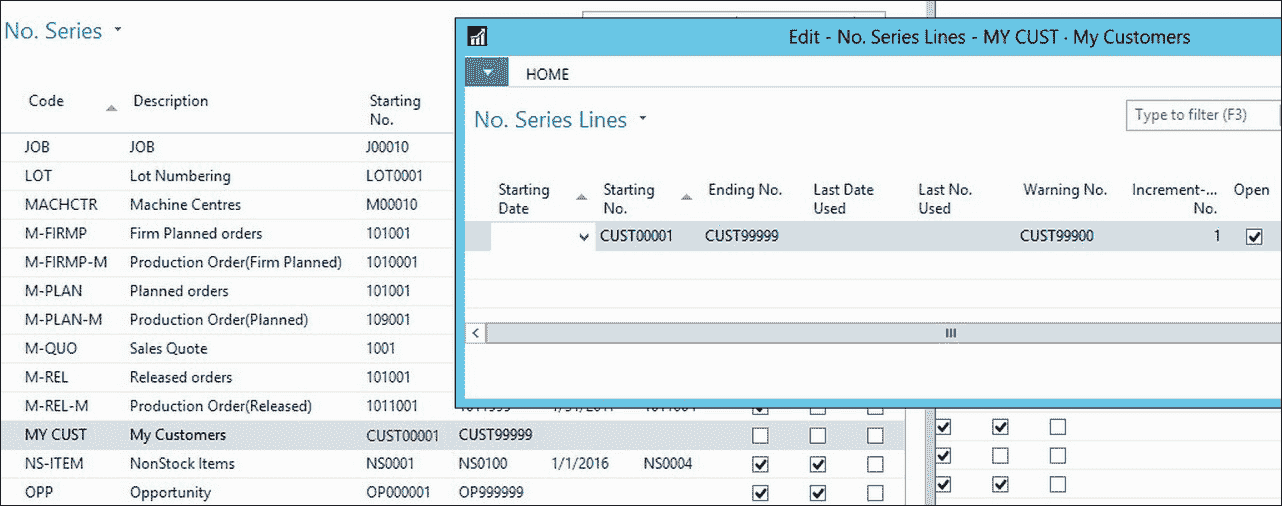 No. Series
Code Description Starting No.
JOB JOB J00010
LOT Lot Numbering LOT0001
MACHCTR Machine Centres M00010
M-FIRMP Firm Planned orders 101001
M-FIRMP-M Production Order(Firm Planned) 1010001
M-PLAN Planned orders 101001
M-PLAN-M Production Order(Planned) 109001
M-QUO Sales Quote 1001
M-REL Released orders 101001
M-REL-M Production Order(Released) 1011001
MY CUST My Customers CUST00001 CUST99999
NS-ITEM NonStock Items NS0001 NS0100 1/1/2016 NS0004
OPP Opportunity OP000001 OP999999
Edit - No. Series Lines - MY CUST · My Customers
HOME
No. Series Lines
Type to filter (F3)
Starting Date Starting No. Ending No. Last Date Used Last No. Used Warning No. Increment-... No. Open
CUST00001 CUST99999 CUST99900 1